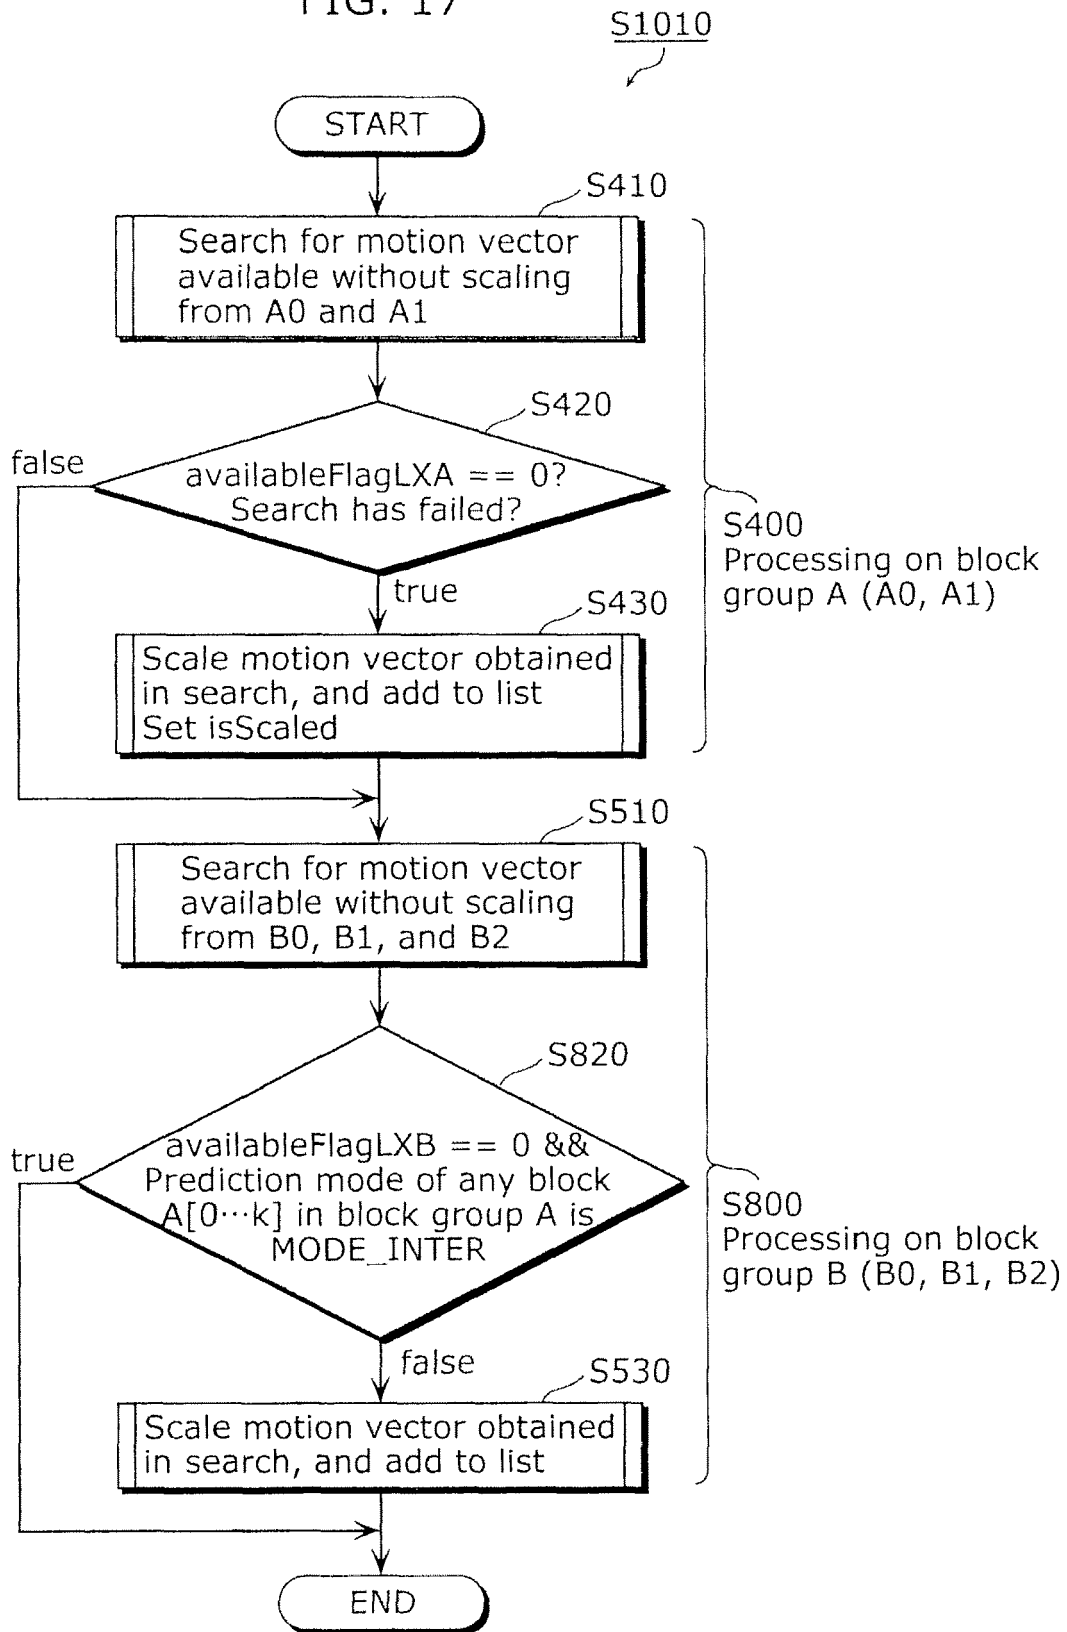 FIG. 17
S1010
START
S410
Search for motion vector
available without scaling
from A0 and A1
S420
false
availableFlagLXA == 0?
Search has failed?
S400
Processing on block
group A (A0, A1)
true
S430
Scale motion vector obtained
in search, and add to list
Set isScaled
S510
Search for motion vector
available without scaling
from B0, B1, and B2
S820
true
availableFlagLXB == 0 &&
Prediction mode of any block
A[0···k] in block group A is
MODE_INTER
S800
Processing on block
group B (B0, B1, B2)
false
S530
Scale motion vector obtained
in search, and add to list
END